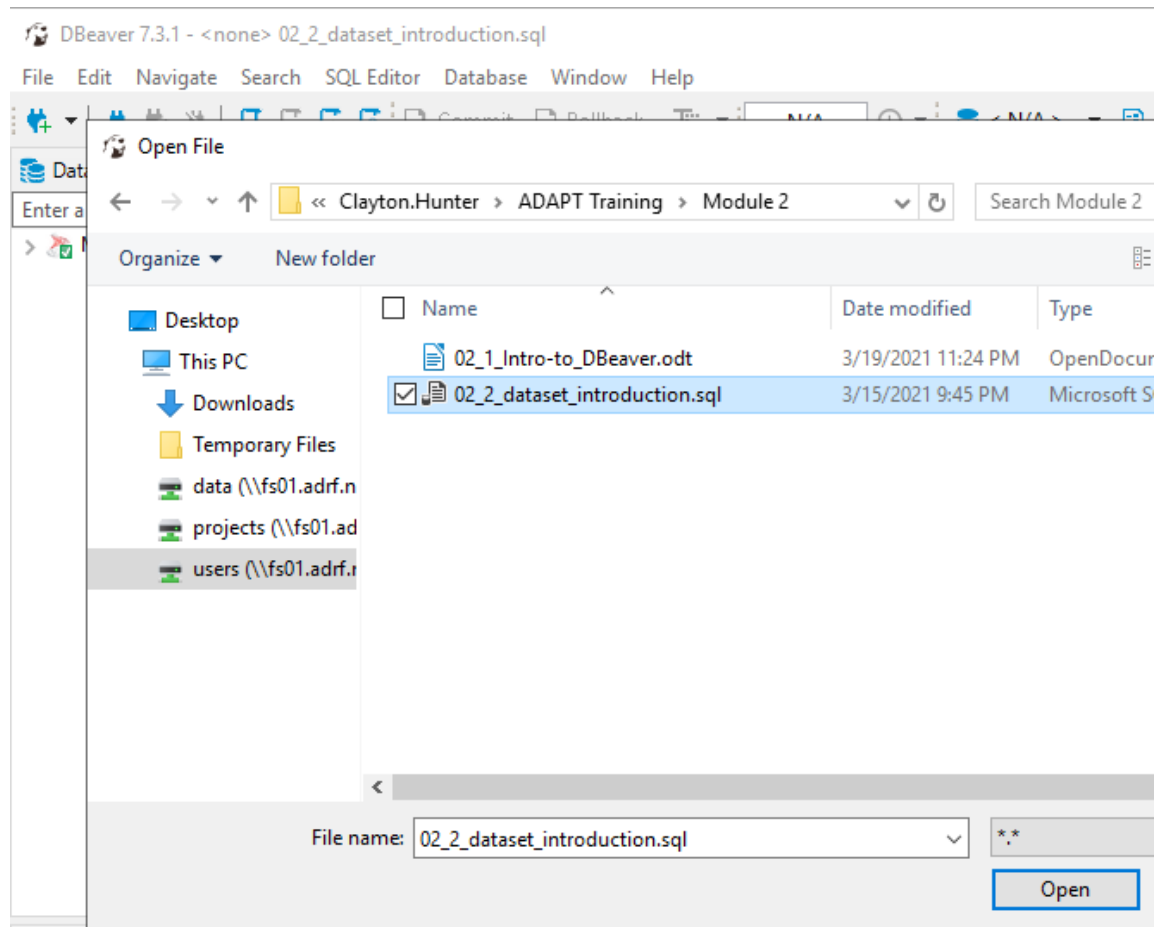 DBeaver 7.3.1 - <none> 02_2_dataset_introduction.sql
File Edit Navigate Search SQL Editor Database Window Help
Open File
« Clayton.Hunter > ADAPT Training > Module 2
Search Module 2
Enter a
Organize
New folder
Name
Date modified
Type
Desktop
This PC
Downloads
Temporary Files
data (\\fs01.adrf.n
projects (\\fs01.ad
users (\\fs01.adrf.r
02_1_Intro-to_DBeaver.odt 3/19/2021 11:24 PM OpenDocur
02_2_dataset_introduction.sql 3/15/2021 9:45 PM Microsoft S
File name: 02_2_dataset_introduction.sql
*.*
Open